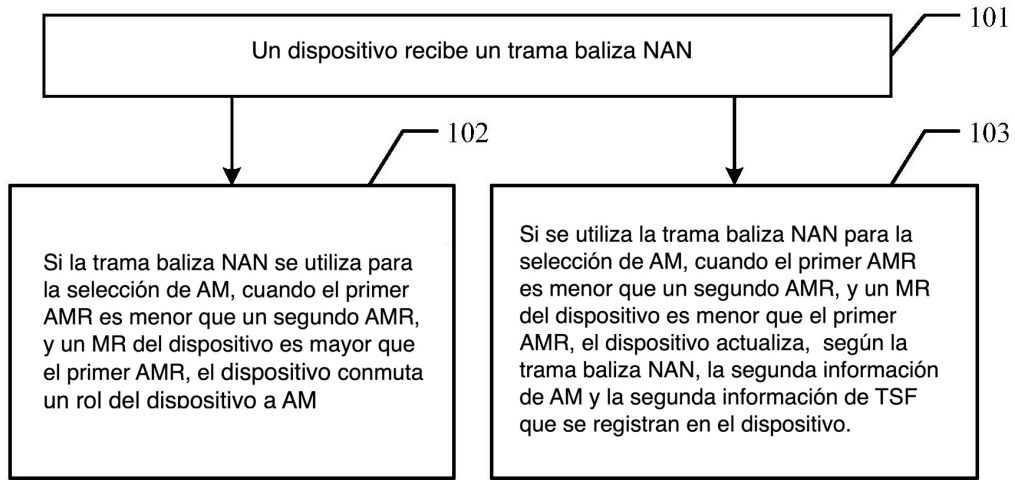 101
Un dispositivo recibe un trama baliza NAN
102
103
Si la trama baliza NAN se utiliza para
la selección de AM, cuando el primer
AMR es menor que un segundo AMR,
y un MR del dispositivo es mayor que
el primer AMR, el dispositivo conmuta
un rol del dispositivo a AM
Si se utiliza la trama baliza NAN para la
selección de AM, cuando el primer AMR
es menor que un segundo AMR, y un MR
del dispositivo es menor que el primer
AMR, el dispositivo actualiza, según la
trama baliza NAN, la segunda información
de AM y la segunda información de TSF
que se registran en el dispositivo.